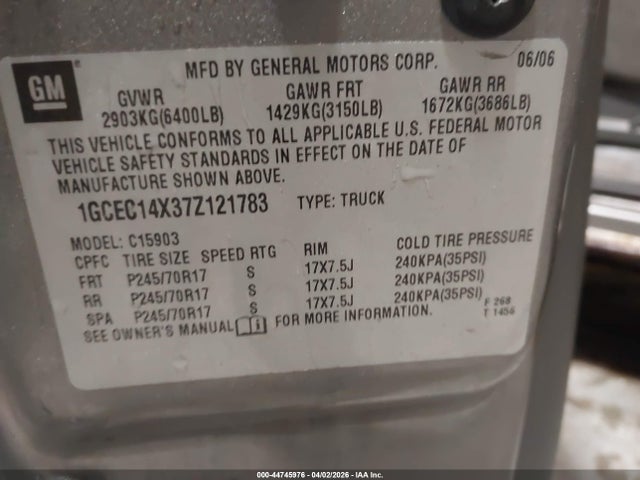 GM
MFD BY GENERAL MOTORS CORP. 06/06
GVWR GAWR FRT GAWR RR
2903KG(6400LB) 1429KG(3150LB) 1672KG(3686LB)
THIS VEHICLE CONFORMS TO ALL APPLICABLE U.S. FEDERAL MOTOR
VEHICLE SAFETY STANDARDS IN EFFECT ON THE DATE OF
MANUFACTURE SHOWN ABOVE.
1GCEC14X37Z121783 TYPE: TRUCK
MODEL: C15903
CPFC TIRE SIZE SPEED RTG RIM COLD TIRE PRESSURE
FRT P245/70R17 S 17X7.5J 240KPA(35PSI)
RR P245/70R17 S 17X7.5J 240KPA(35PSI)
SPA P245/70R17 S 17X7.5J 240KPA(35PSI)
SEE OWNER'S MANUAL FOR MORE INFORMATION.
F 268
T 1456
000-44745976 - 04/02/2026 - IAA Inc.